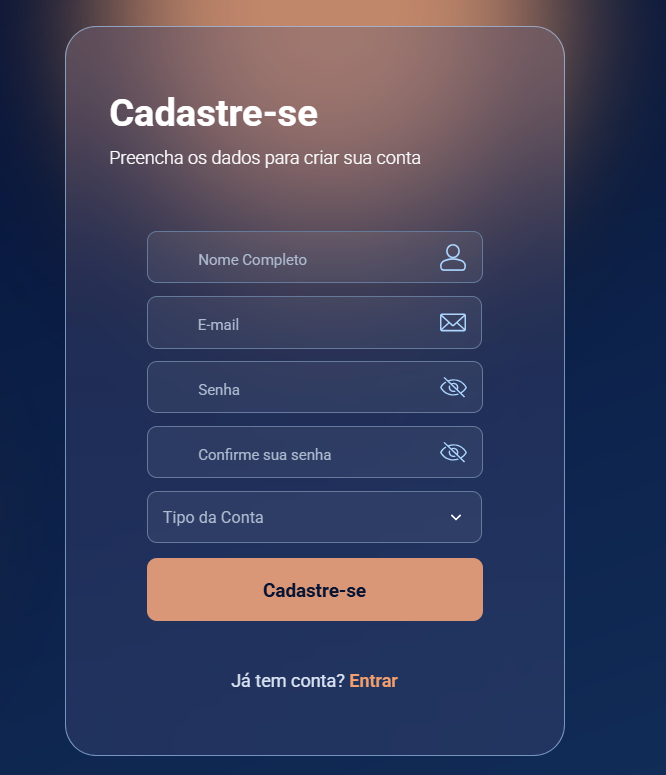 Cadastre-se
Preencha os dados para criar sua conta
Nome Completo
E-mail
Senha
Confirme sua senha
Tipo da Conta
Cadastre-se
Já tem conta? Entrar